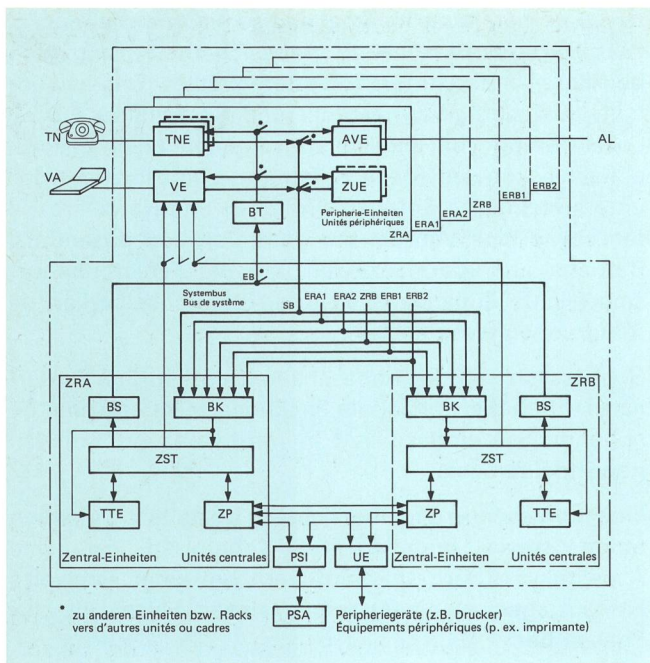 TN
TNE
AVE
AL
VA
VE
ZUE
BT
Peripherie-Einheiten
Unités périphériques
ZRA
ERA1
ERA2
ZRB
ERB1
ERB2
EB
Systembus
Bus de système
SB
ERA1
ERA2
ZRB
ERB1
ERB2
ZRA
ZRB
BS
BK
BK
BS
ZST
ZST
TTE
ZP
ZP
TTE
Zentral-Einheiten
Unités centrales
PSI
UE
Zentral-Einheiten
Unités centrales
PSA
• zu anderen Einheiten bzw. Racks
vers d'autres unités ou cadres
Peripheriegeräte (z.B. Drucker)
Équipements périphériques (p. ex. imprimante)